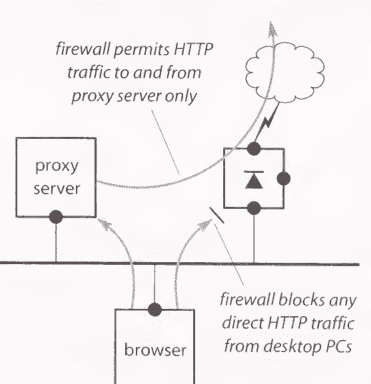 firewall permits HTTP
traffic to and from
proxy server only
proxy
server
firewall blocks any
direct HTTP traffic
from desktop PCs
browser